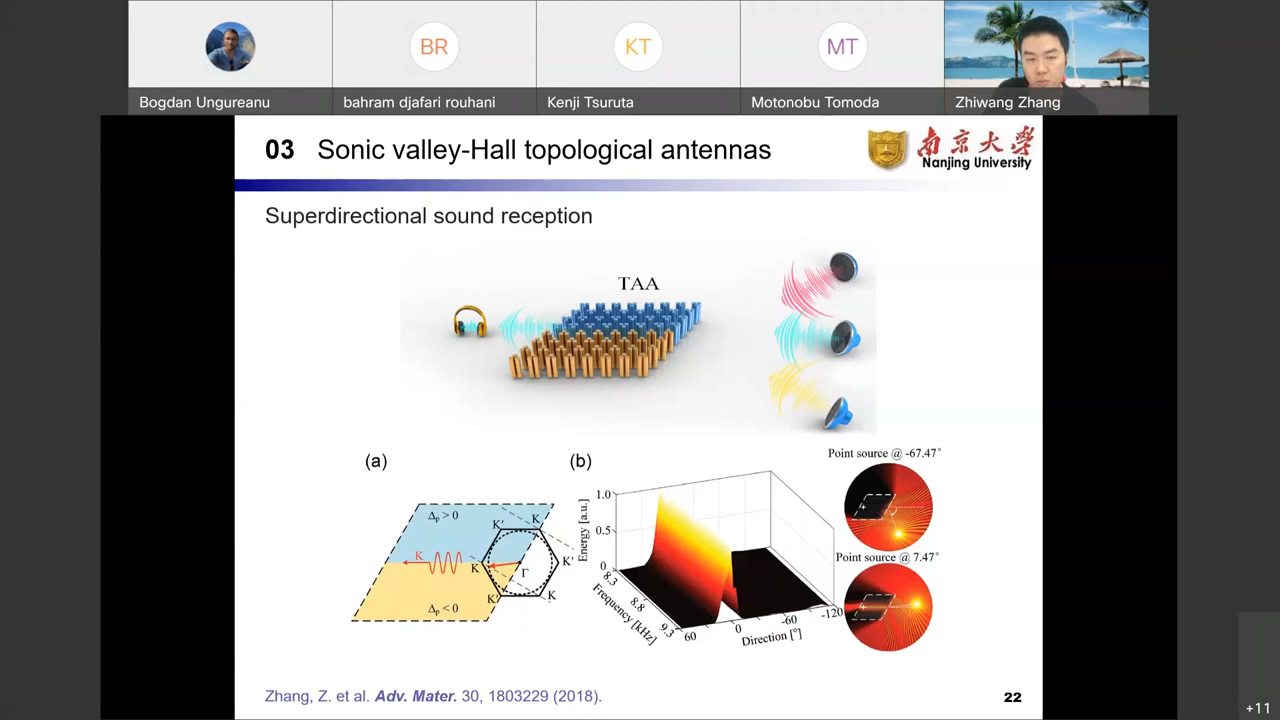 BR
KT
MT
Bogdan Ungureanu
bahram djafari rouhani
Kenji Tsuruta
Motonobu Tomoda
Zhiwang Zhang
03 Sonic valley-Hall topological antennas
南京大学
Nanjing University
Superdirectional sound reception
TAA
(a)
(b)
Δp > 0
K
K'
K
K
K'
Γ
K'
K
Δp < 0
Energy [a.u.]
1.0
0.5
0
8.3
8.8
9.3
Frequency [kHz]
60
0
-60
-120
Direction [°]
Point source @ -67.47°
Point source @ 7.47°
Zhang, Z. et al. Adv. Mater. 30, 1803229 (2018).
22
+11